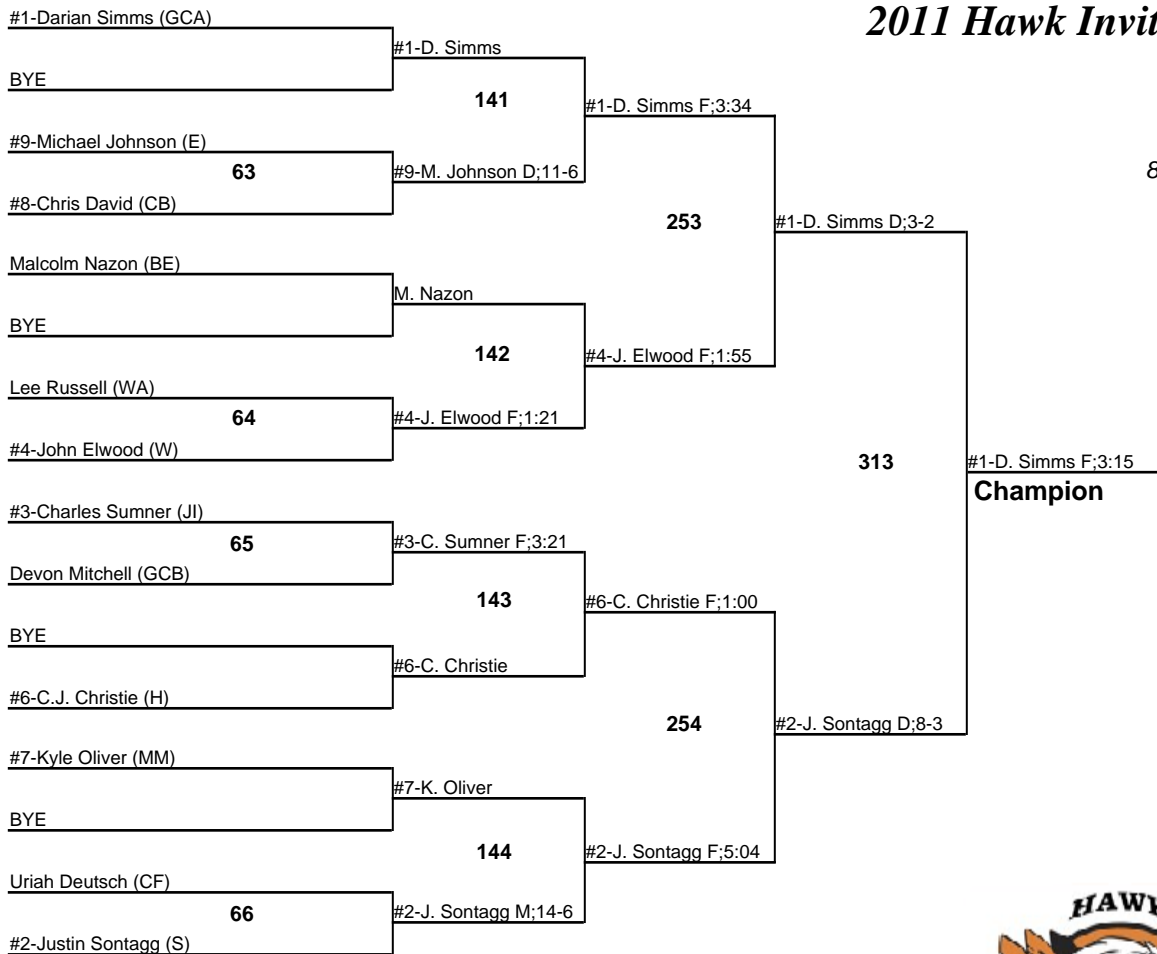 2011 Hawk Invit
#1-Darian Simms (GCA)
#1-D. Simms
BYE
141
#1-D. Simms F;3:34
#9-Michael Johnson (E)
63
#9-M. Johnson D;11-6
8
#8-Chris David (CB)
253
#1-D. Simms D;3-2
Malcolm Nazon (BE)
M. Nazon
BYE
142
#4-J. Elwood F;1:55
Lee Russell (WA)
64
#4-J. Elwood F;1:21
#4-John Elwood (W)
313
#1-D. Simms F;3:15
Champion
#3-Charles Sumner (JI)
65
#3-C. Sumner F;3:21
Devon Mitchell (GCB)
143
#6-C. Christie F;1:00
BYE
#6-C. Christie
#6-C.J. Christie (H)
254
#2-J. Sontagg D;8-3
#7-Kyle Oliver (MM)
#7-K. Oliver
BYE
144
#2-J. Sontagg F;5:04
Uriah Deutsch (CF)
66
#2-J. Sontagg M;14-6
#2-Justin Sontagg (S)